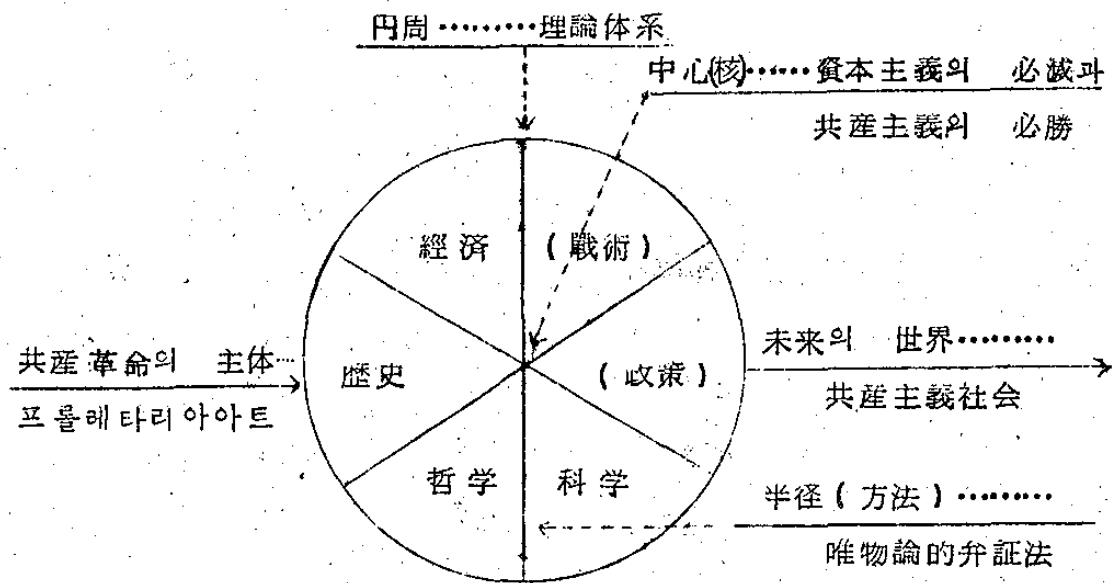 円周………理論体系
中心(核)……資本主義의 必滅과
共産主義의 必勝
經済 (戰術)
共産革命의 主体…
프롤레타리아아트
歴史 (政策)
未来의 世界………
共産主義社会
哲学 科学
半径(方法)………
唯物論的弁証法